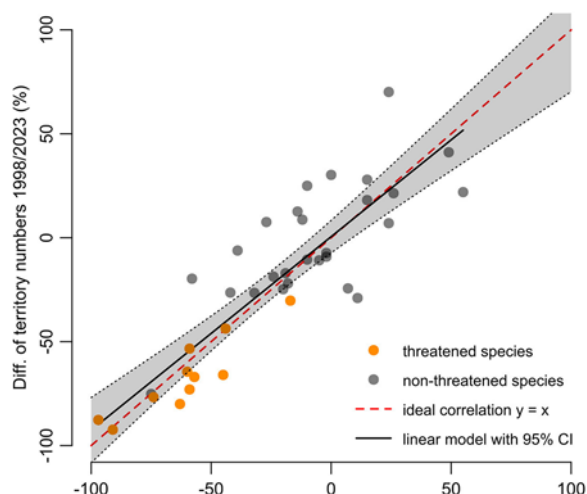 Diff. of territory numbers 1998/2023 (%)
100
50
0
-50
-100
threatened species
non-threatened species
ideal correlation y = x
linear model with 95% CI
-100
-50
0
50
100